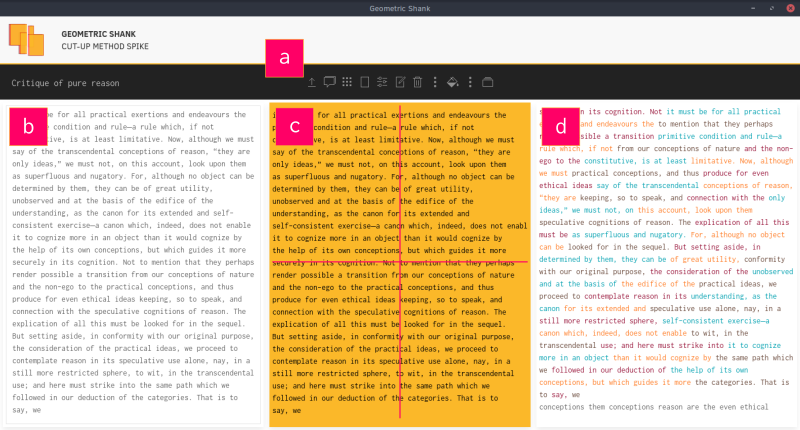 Geometric Shank
GEOMETRIC SHANK
CUT-UP METHOD SPIKE
a
Critique of pure reason
b
be for all practical exertions and endeavours the
condition and rule—a rule which, if not
is at least limitative. Now, although we must
say of the transcendental conceptions of reason, "they are
only ideas," we must not, on this account, look upon them
as superfluous and nugatory. For, although no object can be
determined by them, they can be of great utility,
unobserved and at the basis of the edifice of the
understanding, as the canon for its extended and self-
consistent exercise—a canon which, indeed, does not enable
it to cognize more in an object than it would cognize by
the help of its own conceptions, but which guides it more
securely in its cognition. Not to mention that they perhaps
render possible a transition from our conceptions of nature
and the non-ego to the practical conceptions, and thus
produce for even ethical ideas keeping, so to speak, and
connection with the speculative cognitions of reason. The
explication of all this must be looked for in the sequel.
But setting aside, in conformity with our original purpose,
the consideration of the practical ideas, we proceed to
contemplate reason in its speculative use alone, nay, in a
still more restricted sphere, to wit, in the transcendental
use; and here must strike into the same path which we
followed in our deduction of the categories. That is to
say, we
c
for all practical exertions and endeavours the
condition and rule—a rule which, if not
is at least limitative. Now, although we must
say of the transcendental conceptions of reason, "they are
only ideas," we must not, on this account, look upon them
as superfluous and nugatory. For, although no object can be
determined by them, they can be of great utility,
unobserved and at the basis of the edifice of the
understanding, as the canon for its extended and
self-consistent exercise—a canon which, indeed, does not enabl
it to cognize more in an object than it would cognize by
the help of its own conceptions, but which guides it more
securely in its cognition. Not to mention that they perhaps
render possible a transition from our conceptions of nature
and the non-ego to the practical conceptions, and thus
produce for even ethical ideas keeping, so to speak, and
connection with the speculative cognitions of reason. The
explication of all this must be looked for in the sequel.
But setting aside, in conformity with our original purpose,
the consideration of the practical ideas, we proceed to
contemplate reason in its speculative use alone, nay, in a
still more restricted sphere, to wit, in the transcendental
use; and here must strike into the same path which we
followed in our deduction of the categories. That is to
say, we
d
in its cognition. Not it must be for all practical
and endeavours the to mention that they perhaps
possible a transition primitive condition and rule—a
rule which, if not from our conceptions of nature and the non-
ego to the constitutive, is at least limitative. Now, although
we must practical conceptions, and thus produce for even
ethical ideas say of the transcendental conceptions of reason,
"they are keeping, so to speak, and connection with the only
ideas," we must not, on this account, look upon them
speculative cognitions of reason. The explication of all this
must be as superfluous and nugatory. For, although no object
can be looked for in the sequel. But setting aside, in
determined by them, they can be of great utility, conformity
with our original purpose, the consideration of the unobserved
and at the basis of the edifice of the practical ideas, we
proceed to contemplate reason in its understanding, as the
canon for its extended and speculative use alone, nay, in a
still more restricted sphere, self-consistent exercise—a
canon which, indeed, does not enable to wit, in the
transcendental use; and here must strike into it to cognize
more in an object than it would cognize by the same path which
we followed in our deduction of the help of its own
conceptions, but which guides it more the categories. That is
to say, we
conceptions them conceptions reason are the even ethical